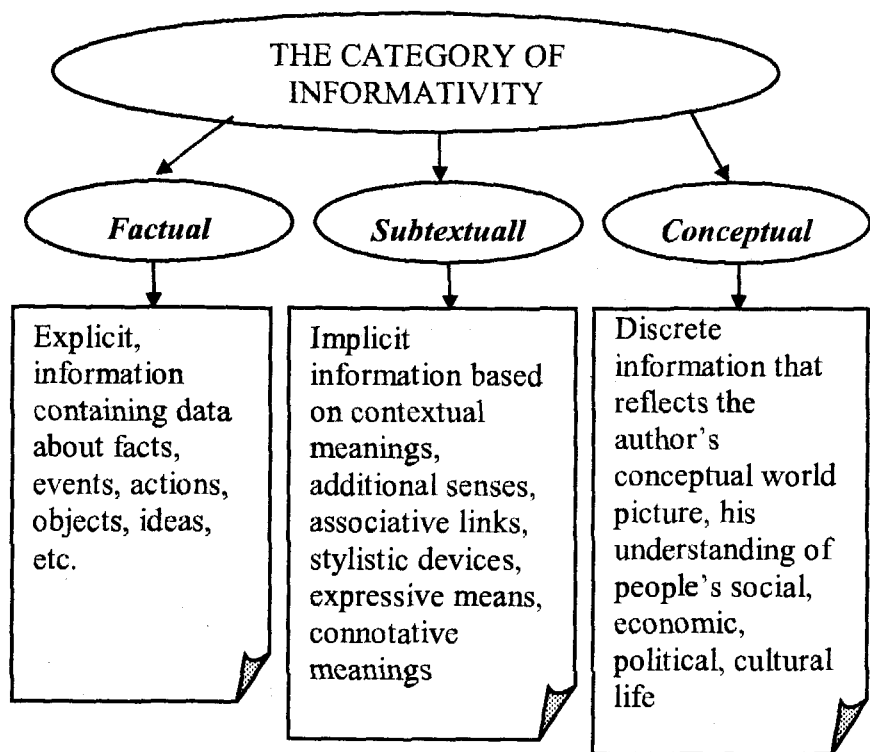 THE CATEGORY OF
INFORMATIVITY
Factual
Subtextuall
Conceptual
Explicit,
information
containing data
about facts,
events, actions,
objects, ideas,
etc.
Implicit
information based
on contextual
meanings,
additional senses,
associative links,
stylistic devices,
expressive means,
connotative
meanings
Discrete
information that
reflects the
author's
conceptual world
picture, his
understanding of
people's social,
economic,
political, cultural
life